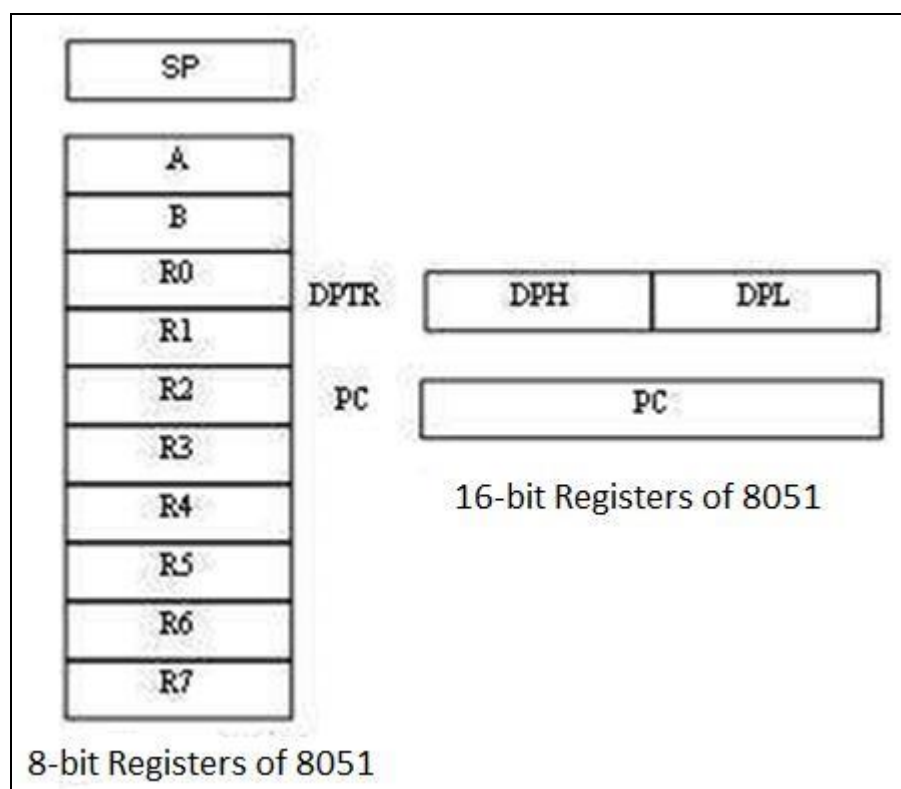 SP
A
B
R0
R1
R2
R3
R4
R5
R6
R7
8-bit Registers of 8051
DPTR DPH DPL
PC PC
16-bit Registers of 8051